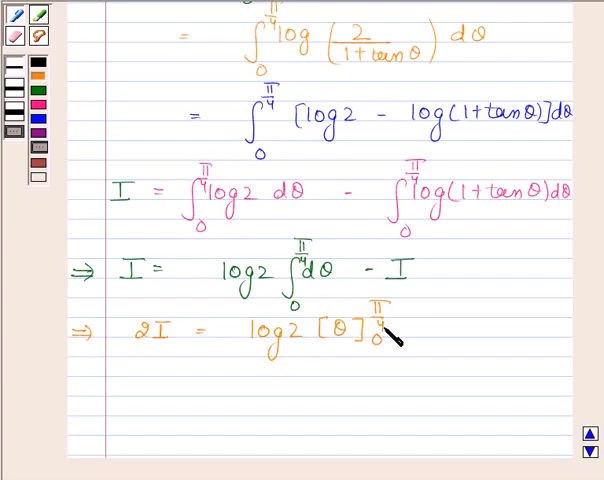 = ∫₀^(π/4) log (2/(1+tanθ)) dθ
= ∫₀^(π/4) [log2 - log(1+tanθ)]dθ
I = ∫₀^(π/4) log2 dθ - ∫₀^(π/4) log(1+tanθ)dθ
⇒ I = log2 ∫₀^(π/4) dθ - I
⇒ 2I = log2 [θ]₀^(π/4)